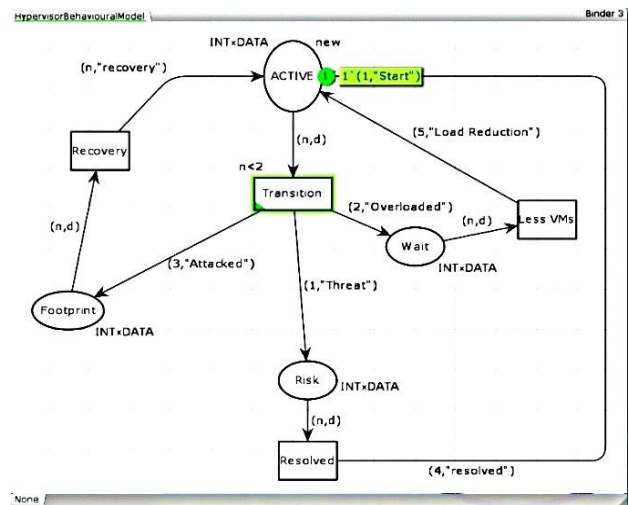 HypervisorBehaviouralModel
Binder 3
INT×DATA
new
(n,"recovery")
ACTIVE
1
1`(1,"Start")
(5,"Load Reduction")
Recovery
(n,d)
n<2
Transition
(2,"Overloaded")
(n,d)
Less VMs
(n,d)
Wait
INT×DATA
(3,"Attacked")
(1,"Threat")
Footprint
INT×DATA
Risk
INT×DATA
(n,d)
Resolved
(4,"resolved")
None